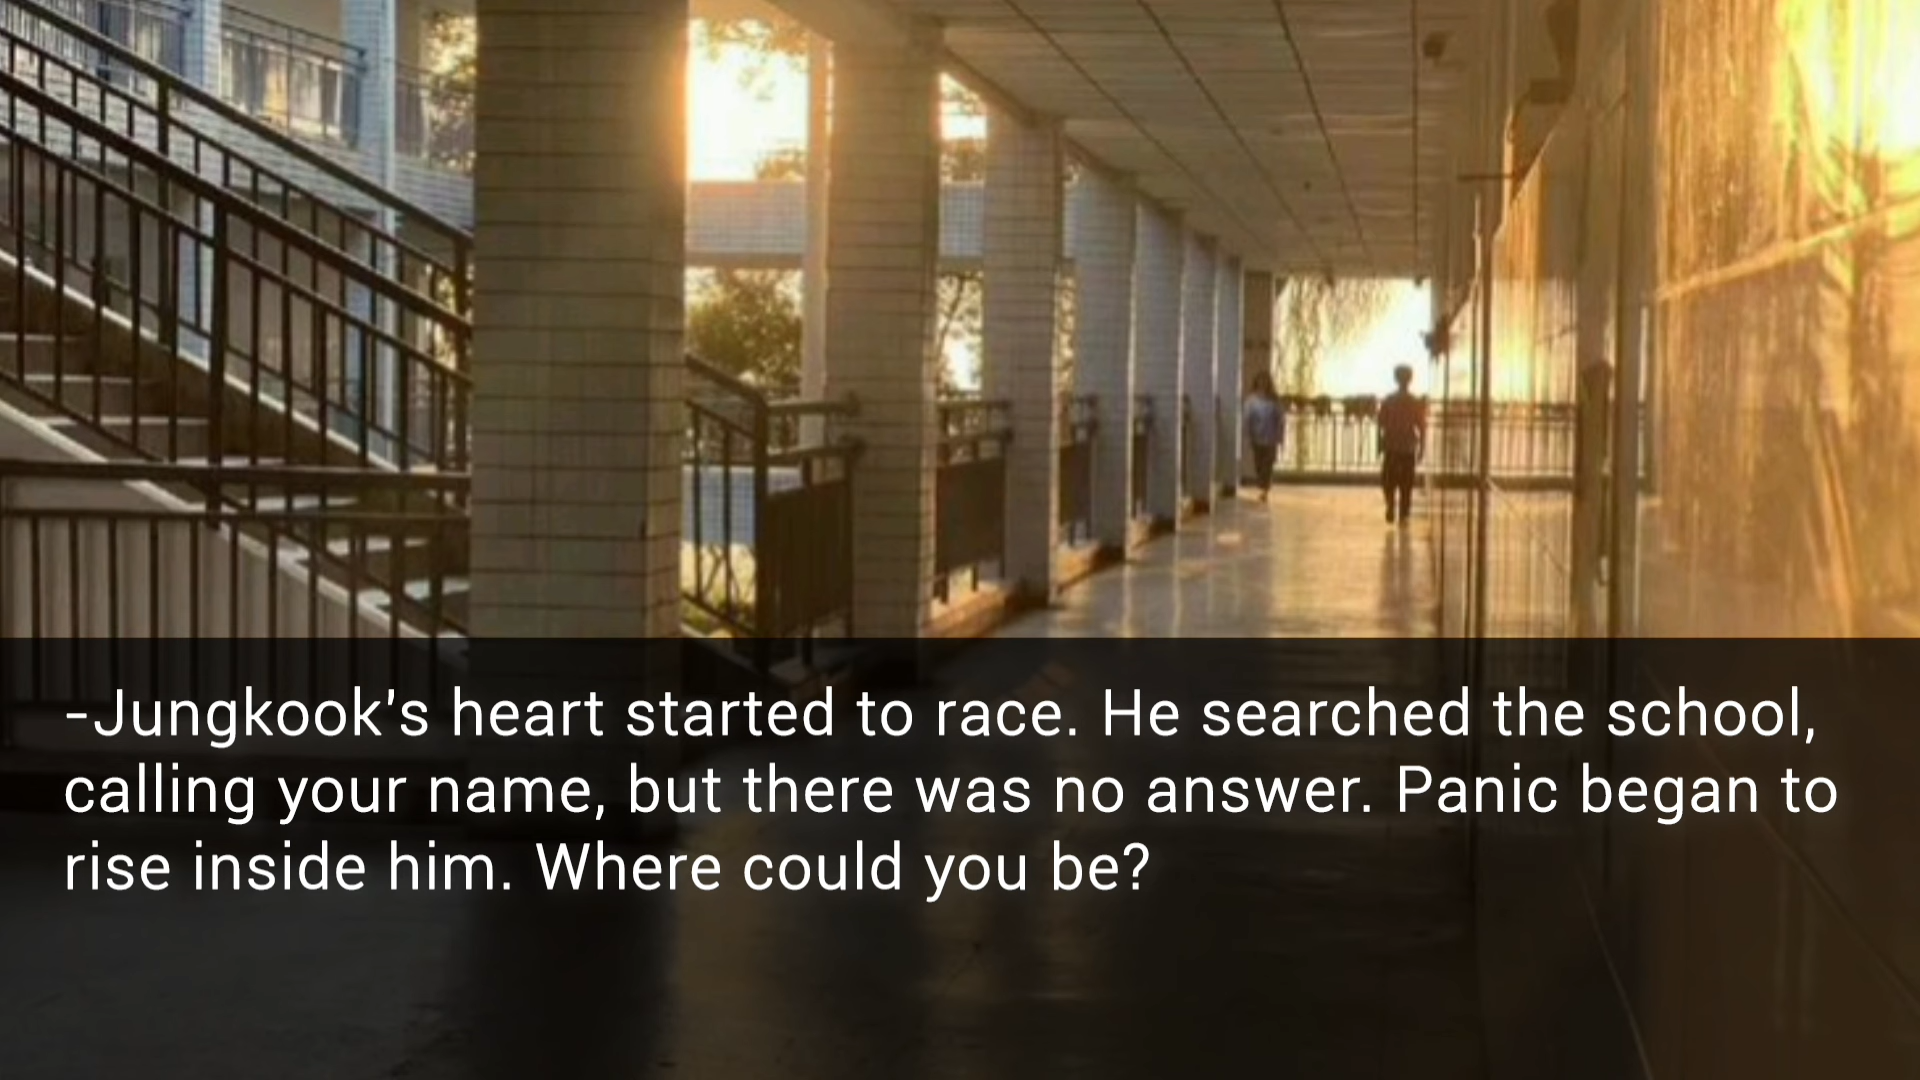 -Jungkook's heart started to race. He searched the school,
calling your name, but there was no answer. Panic began to
rise inside him. Where could you be?